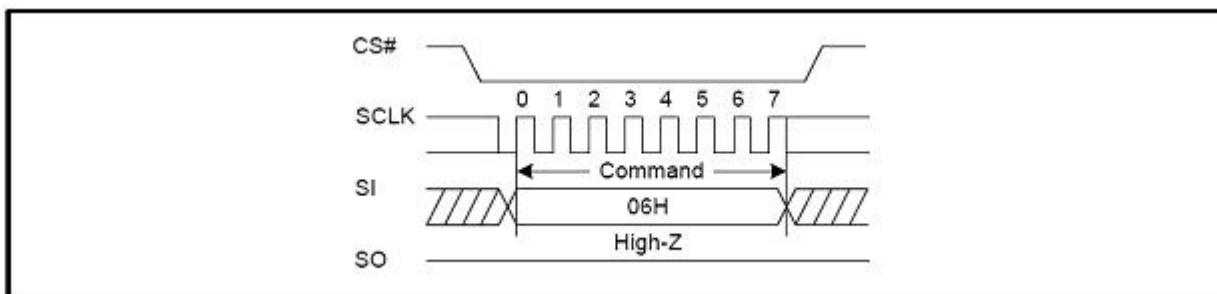 CS#
0 1 2 3 4 5 6 7
SCLK
Command
SI
06H
High-Z
SO